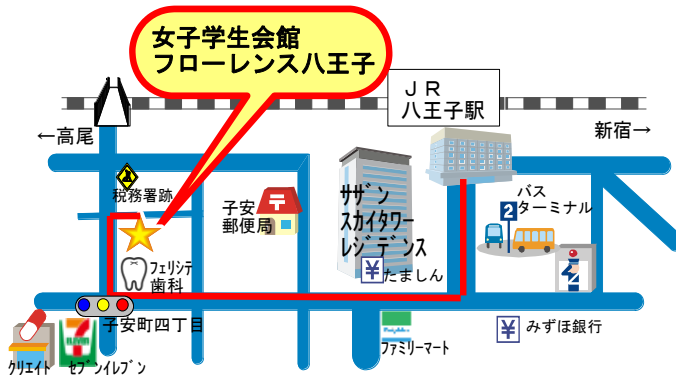 女子学生会館
フローレンス八王子
ＪＲ
八王子駅
←高尾
新宿→
税務署跡
子安
郵便局
〒
ｻｻﾞﾝ
ｽｶｲﾀﾜｰ
ﾚｼﾞﾃﾞﾝｽ
バス
ターミナル
2
ﾌｪﾘｼﾃ
歯科
¥
たましん
子安町四丁目
ｸﾘｴｲﾄ
7
ELEVEN
ｾﾌﾞﾝｲﾚﾌﾞﾝ
ﾌｧﾐﾘｰﾏｰﾄ
¥
みずほ銀行